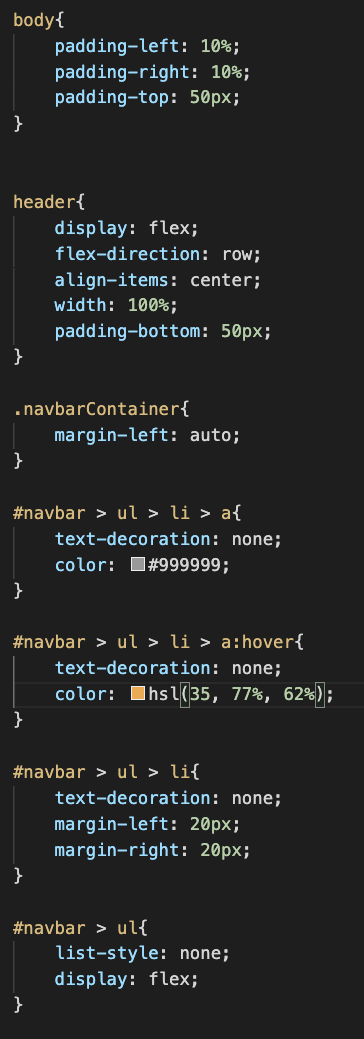 body{
    padding-left: 10%;
    padding-right: 10%;
    padding-top: 50px;
}
header{
    display: flex;
    flex-direction: row;
    align-items: center;
    width: 100%;
    padding-bottom: 50px;
}
.navbarContainer{
    margin-left: auto;
}
#navbar > ul > li > a{
    text-decoration: none;
    color: #999999;
}
#navbar > ul > li > a:hover{
    text-decoration: none;
    color: hsl(35, 77%, 62%);
}
#navbar > ul > li{
    text-decoration: none;
    margin-left: 20px;
    margin-right: 20px;
}
#navbar > ul{
    list-style: none;
    display: flex;
}